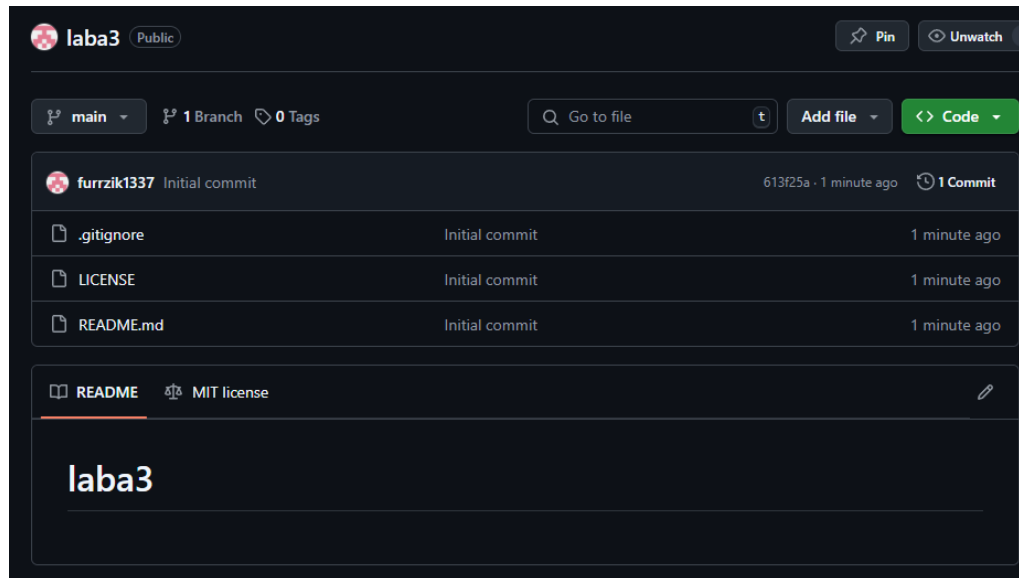 laba3 Public Pin Unwatch
main 1 Branch 0 Tags Go to file t Add file Code
furrzik1337 Initial commit 613f25a · 1 minute ago 1 Commit
.gitignore Initial commit 1 minute ago
LICENSE Initial commit 1 minute ago
README.md Initial commit 1 minute ago
README MIT license
laba3